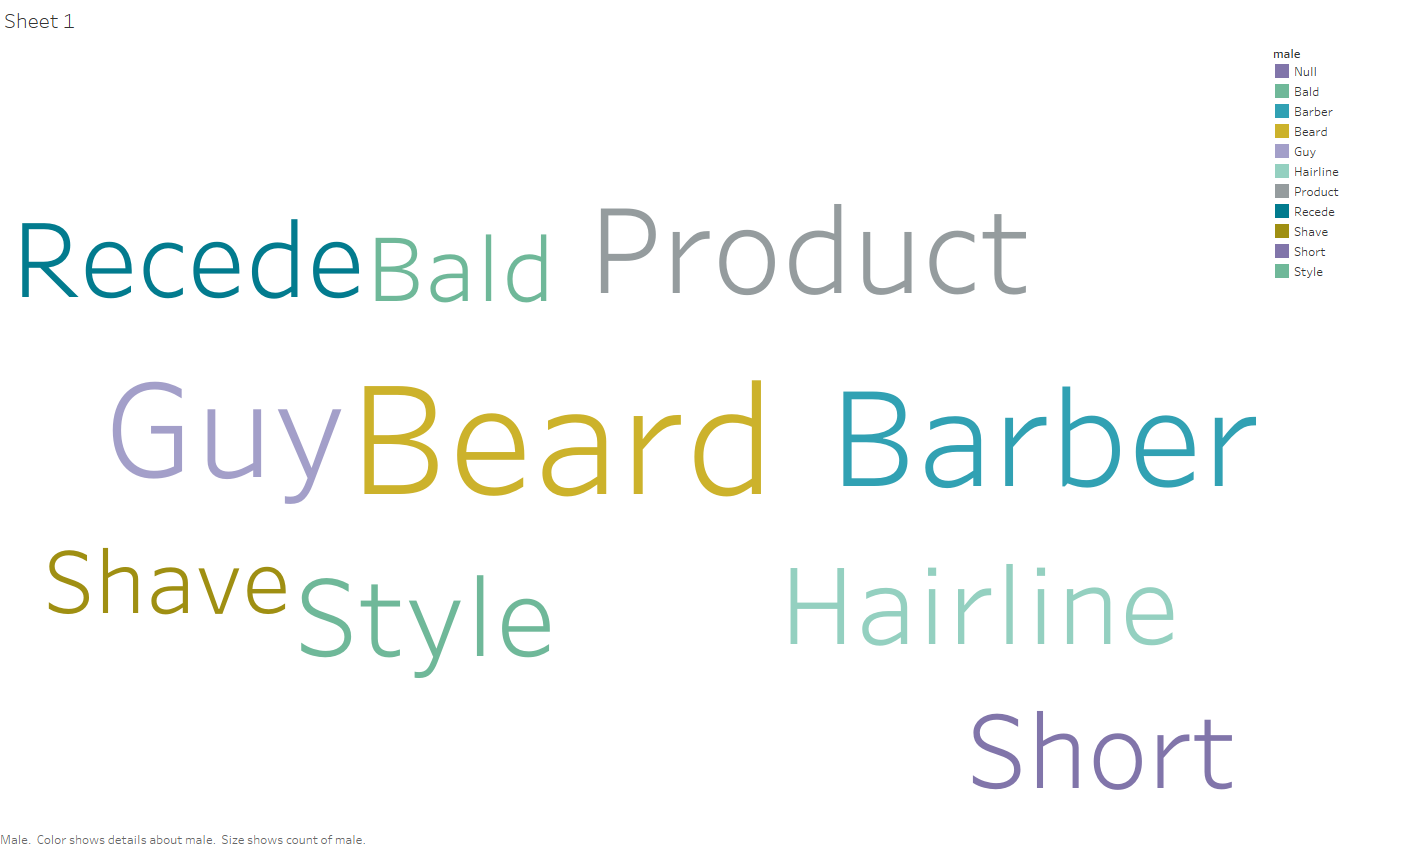 Sheet 1
male
Null
Bald
Barber
Beard
Guy
Hairline
Product
Recede
Shave
Short
Style
Recede Bald Product
Guy Beard Barber
Shave Style Hairline
Short
Male. Color shows details about male. Size shows count of male.